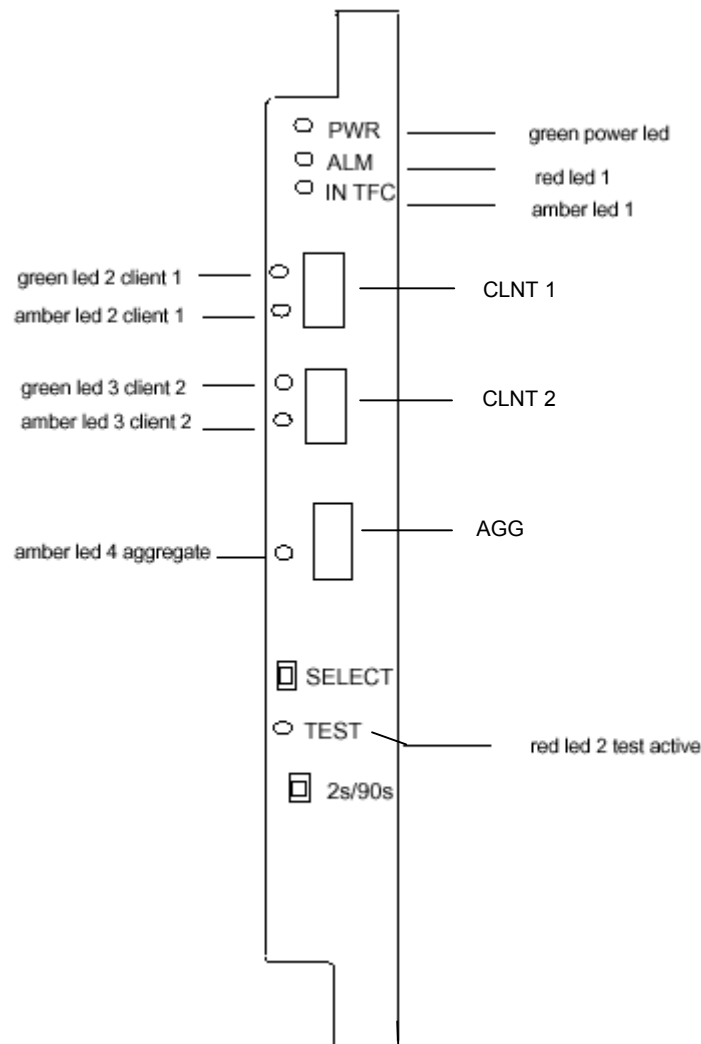 PWR
green power led
ALM
red led 1
IN TFC
amber led 1
green led 2 client 1
CLNT 1
amber led 2 client 1
green led 3 client 2
CLNT 2
amber led 3 client 2
AGG
amber led 4 aggregate
SELECT
TEST
red led 2 test active
2s/90s